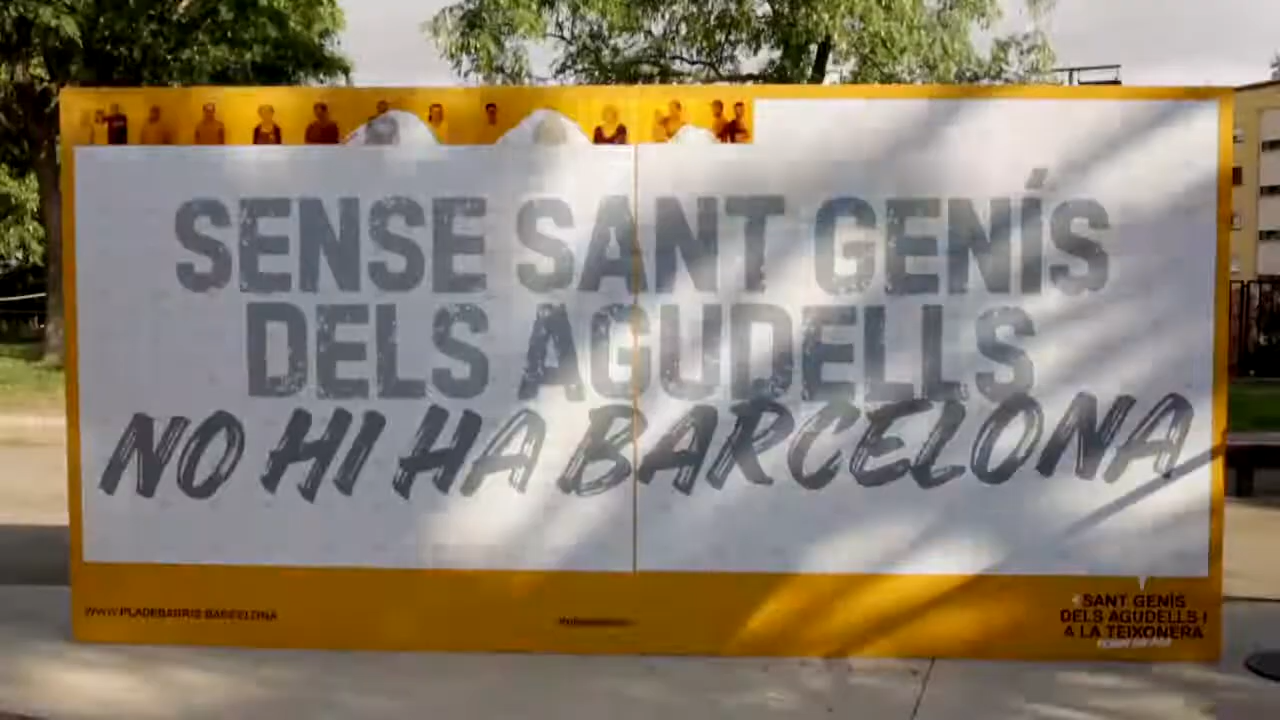 SENSE SANT GENÍS
DELS AGUDELLS
NO HI HA BARCELONA
WWW.PLADEBARRIS.BARCELONA
SANT GENÍS
DELS AGUDELLS I
A LA TEIXONERA